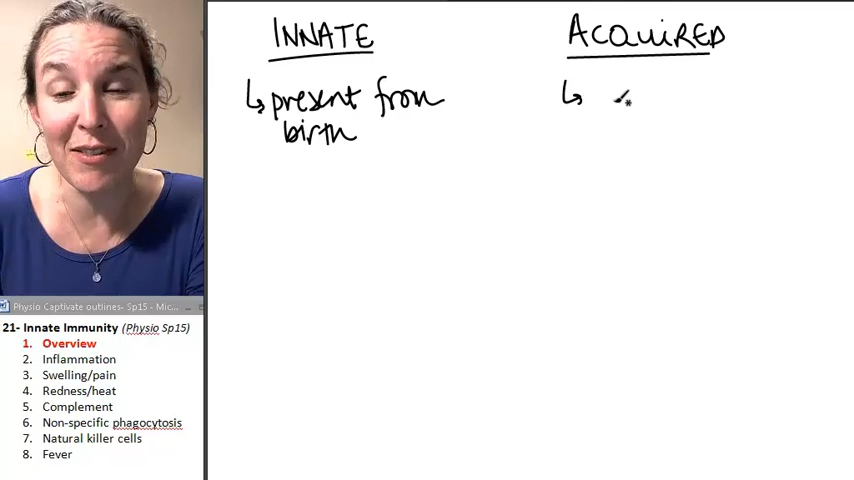 INNATE
ACQUIRED
↳ present from
birth
↳
Physio Captivate outlines- Sp15 - Mic...
21- Innate Immunity (Physio Sp15)
1. Overview
2. Inflammation
3. Swelling/pain
4. Redness/heat
5. Complement
6. Non-specific phagocytosis
7. Natural killer cells
8. Fever